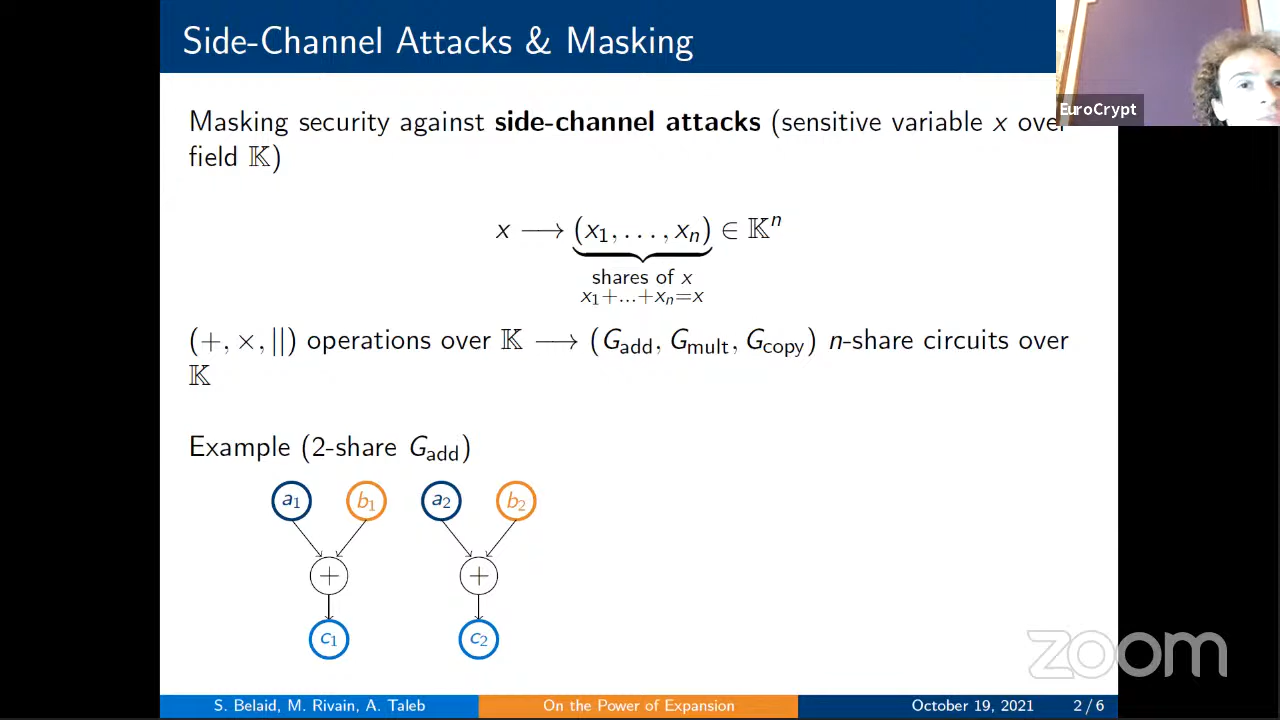 Side-Channel Attacks & Masking
EuroCrypt
Masking security against side-channel attacks (sensitive variable x over
field 𝕂)
x ⟶ (x₁, . . . , xₙ) ∈ 𝕂ⁿ
shares of x
x₁+...+xₙ=x
(+, ×, ||) operations over 𝕂 ⟶ (G_add, G_mult, G_copy) n-share circuits over
𝕂
Example (2-share G_add)
a₁ b₁ a₂ b₂
+ +
c₁ c₂
zoom
S. Belaid, M. Rivain, A. Taleb On the Power of Expansion October 19, 2021 2 / 6